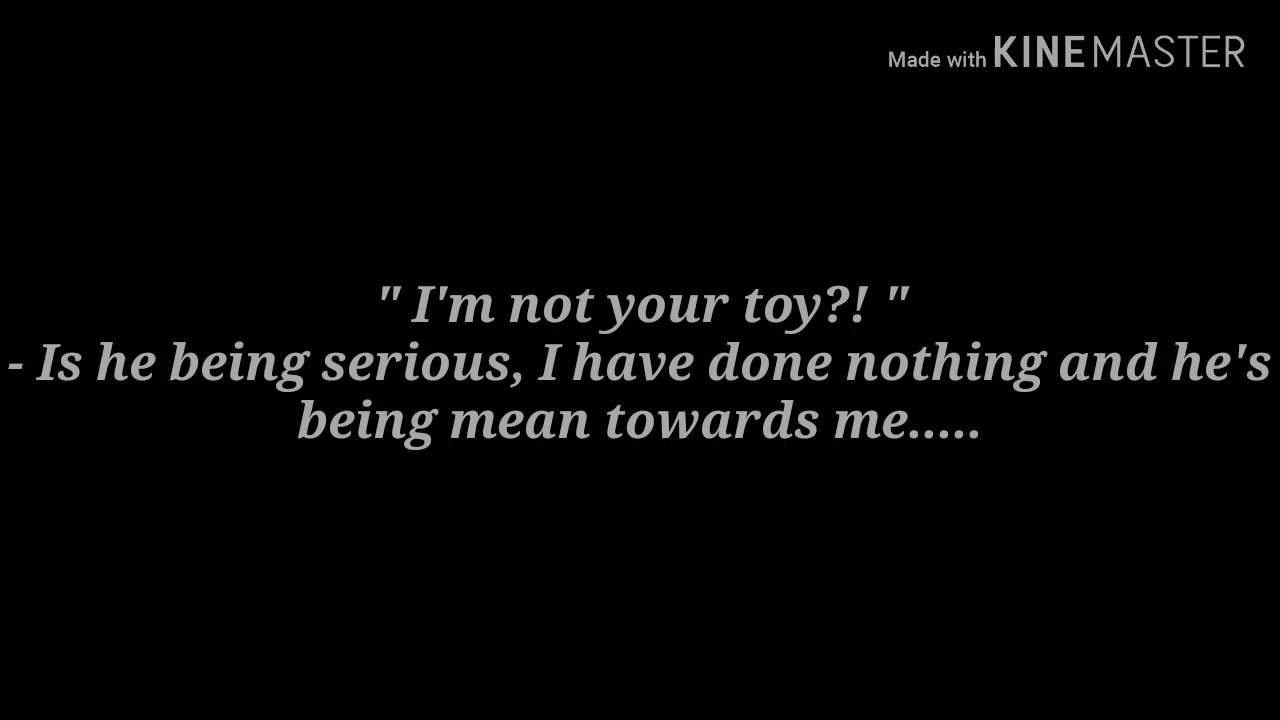 Made with KINEMASTER
" I'm not your toy?! "
- Is he being serious, I have done nothing and he's
being mean towards me.....